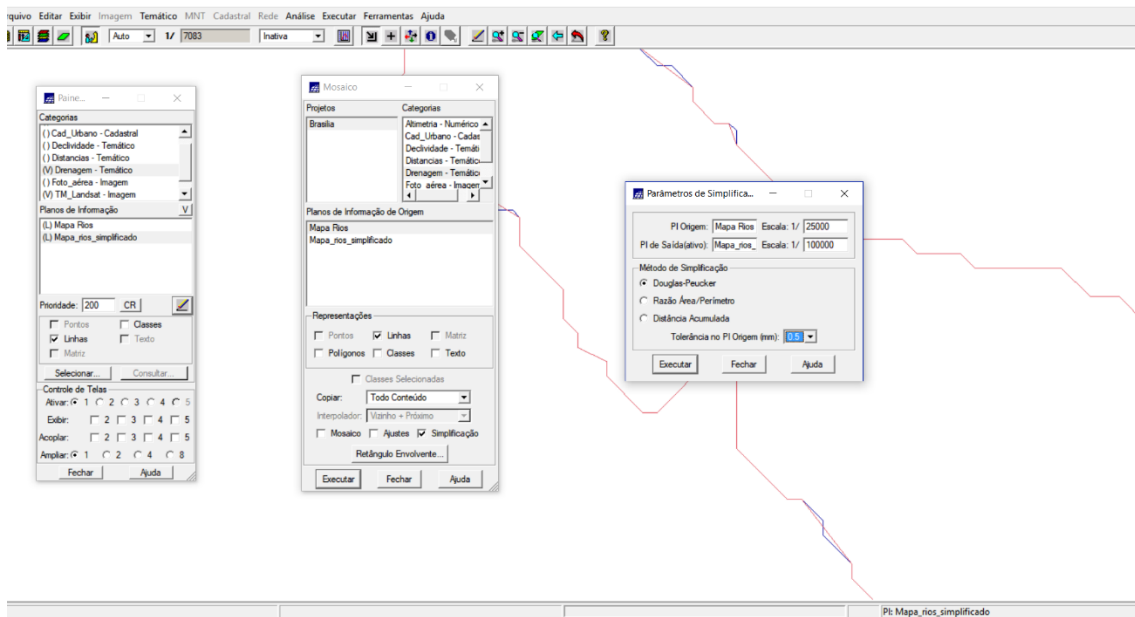 rquivo Editar Exibir Imagem Temático MNT Cadastral Rede Análise Executar Ferramentas Ajuda
Auto 1/ 7083 Inativa
Paine...
Categorias
( ) Cad_Urbano - Cadastral
( ) Declividade - Temático
( ) Distancias - Temático
(V) Drenagem - Temático
( ) Foto_aérea - Imagem
(V) TM_Landsat - Imagem
Planos de Informação V
(L) Mapa Rios
(L) Mapa_rios_simplificado
Prioridade: 200 CR
Pontos Classes
Linhas Texto
Matriz
Selecionar... Consultar...
Controle de Telas
Ativar: 1 2 3 4 5
Exibir: 2 3 4 5
Acoplar: 2 3 4 5
Ampliar: 1 2 4 8
Fechar Ajuda
Mosaico
Projetos Categorias
Brasilia
Altimetria - Numérico
Cad_Urbano - Cadas
Declividade - Temáti
Distancias - Temático
Drenagem - Temático
Foto_aérea - Imagem
Planos de Informação de Origem
Mapa Rios
Mapa_rios_simplificado
Representações
Pontos Linhas Matriz
Polígonos Classes Texto
Classes Selecionadas
Copiar: Todo Conteúdo
Interpolador: Vizinho + Próximo
Mosaico Ajustes Simplificação
Retângulo Envolvente...
Executar Fechar Ajuda
Parâmetros de Simplifica...
PI Origem: Mapa Rios Escala: 1/ 25000
PI de Saída(ativo): Mapa_rios_ Escala: 1/ 100000
Método de Simplificação
Douglas-Peucker
Razão Área/Perímetro
Distância Acumulada
Tolerância no PI Origem (mm): 0.5
Executar Fechar Ajuda
PI: Mapa_rios_simplificado